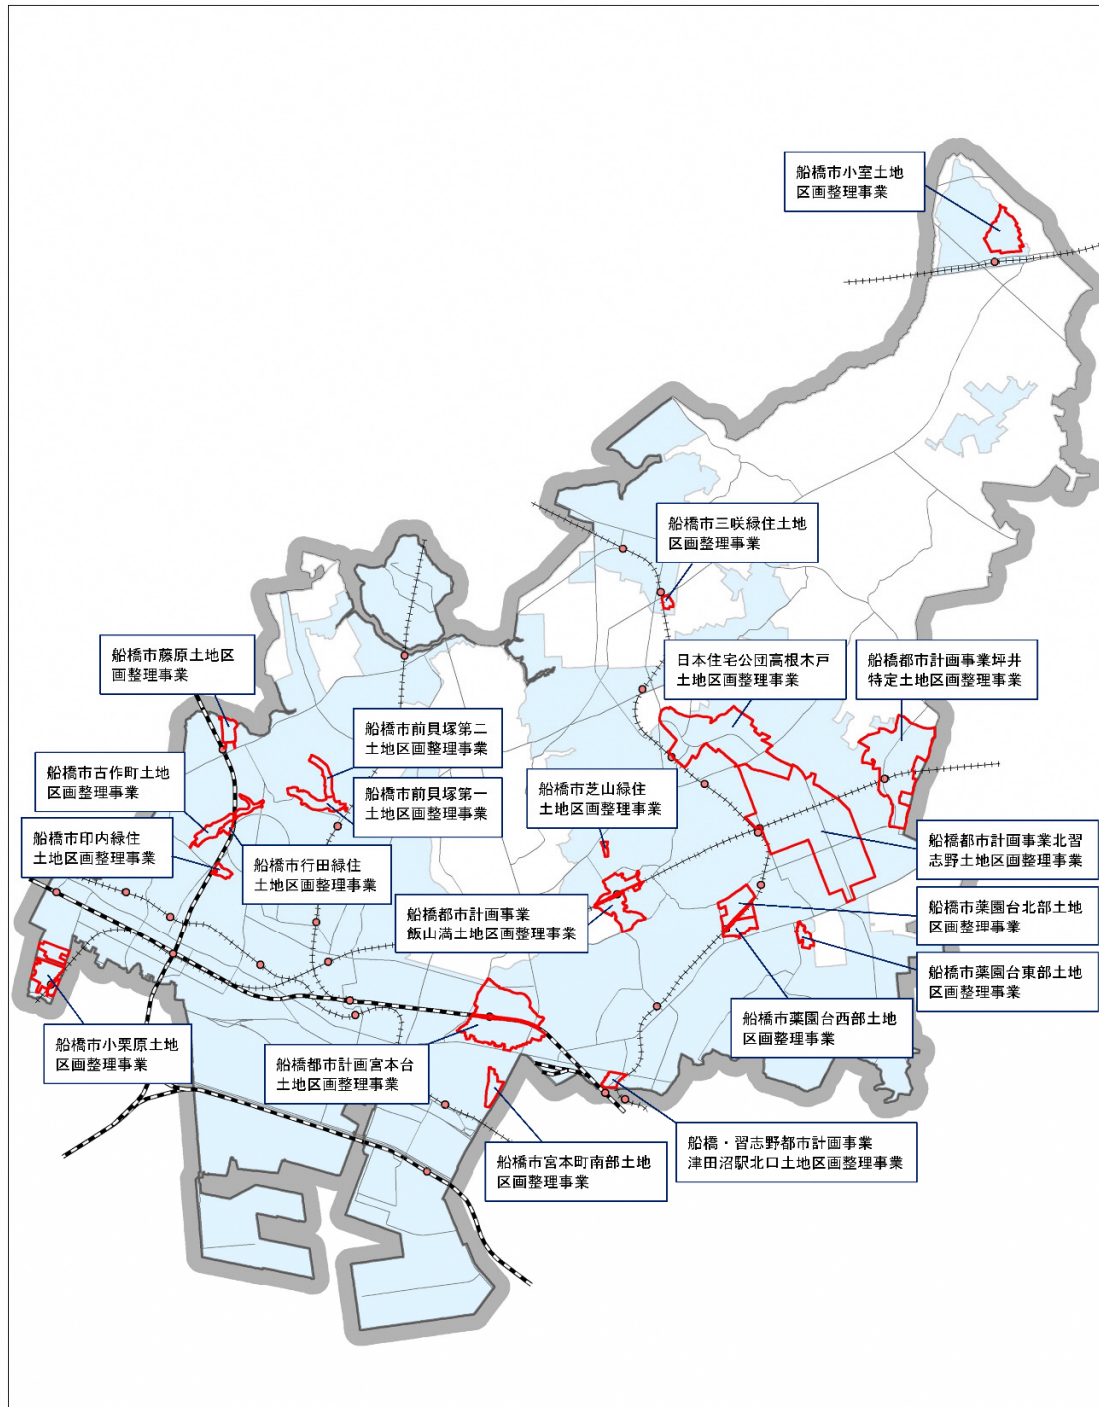 船橋市小室土地
区画整理事業
船橋市三咲緑住土地
区画整理事業
船橋市藤原土地区
画整理事業
日本住宅公団高根木戸
土地区画整理事業
船橋都市計画事業坪井
特定土地区画整理事業
船橋市前貝塚第二
土地区画整理事業
船橋市古作町土地
区画整理事業
船橋市前貝塚第一
土地区画整理事業
船橋市芝山緑住
土地区画整理事業
船橋市印内緑住
土地区画整理事業
船橋都市計画事業北習
志野土地区画整理事業
船橋市行田緑住
土地区画整理事業
船橋都市計画事業
飯山満土地区画整理事業
船橋市薬園台北部土地
区画整理事業
船橋市薬園台東部土地
区画整理事業
船橋市薬園台西部土地
区画整理事業
船橋市小栗原土地
区画整理事業
船橋都市計画宮本台
土地区画整理事業
船橋・習志野都市計画事業
津田沼駅北口土地区画整理事業
船橋市宮本町南部土地
区画整理事業